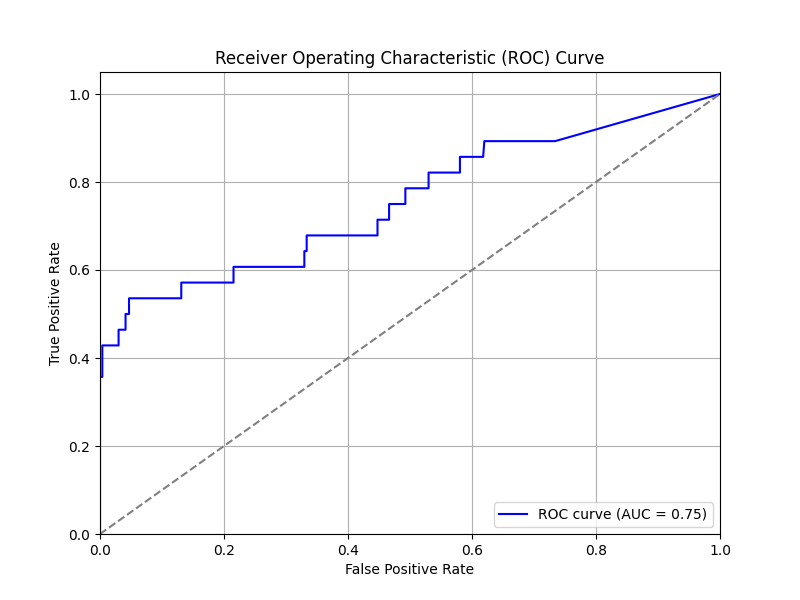 Receiver Operating Characteristic (ROC) Curve
True Positive Rate
1.0
0.8
0.6
0.4
0.2
0.0
ROC curve (AUC = 0.75)
0.0 0.2 0.4 0.6 0.8 1.0
False Positive Rate